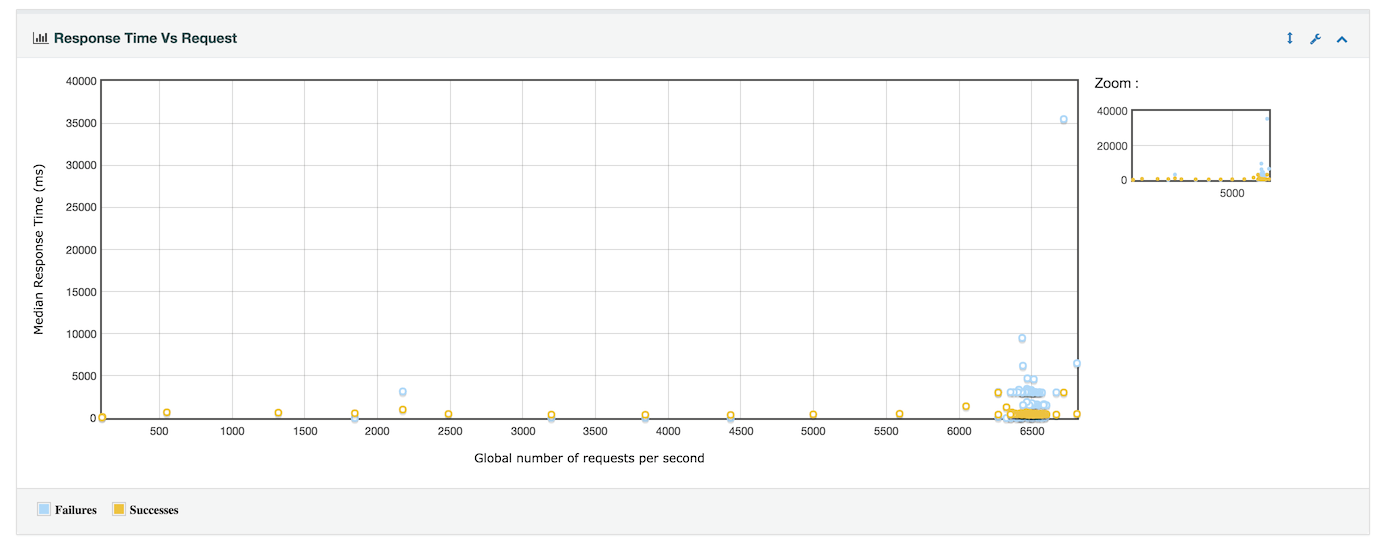 Response Time Vs Request
Zoom :
40000
35000
30000
25000
20000
15000
10000
5000
0
Median Response Time (ms)
500 1000 1500 2000 2500 3000 3500 4000 4500 5000 5500 6000 6500
Global number of requests per second
40000
20000
0
5000
Failures Successes